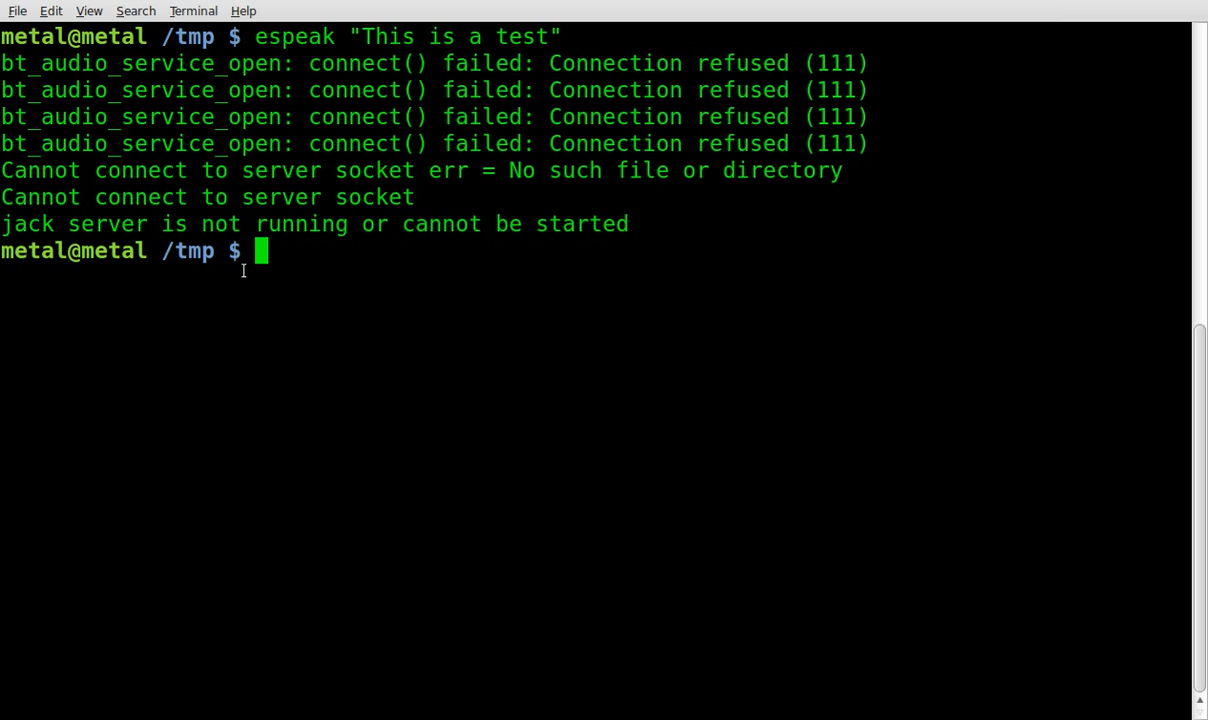 File Edit View Search Terminal Help
metal@metal /tmp $ espeak "This is a test"
bt_audio_service_open: connect() failed: Connection refused (111)
bt_audio_service_open: connect() failed: Connection refused (111)
bt_audio_service_open: connect() failed: Connection refused (111)
bt_audio_service_open: connect() failed: Connection refused (111)
Cannot connect to server socket err = No such file or directory
Cannot connect to server socket
jack server is not running or cannot be started
metal@metal /tmp $